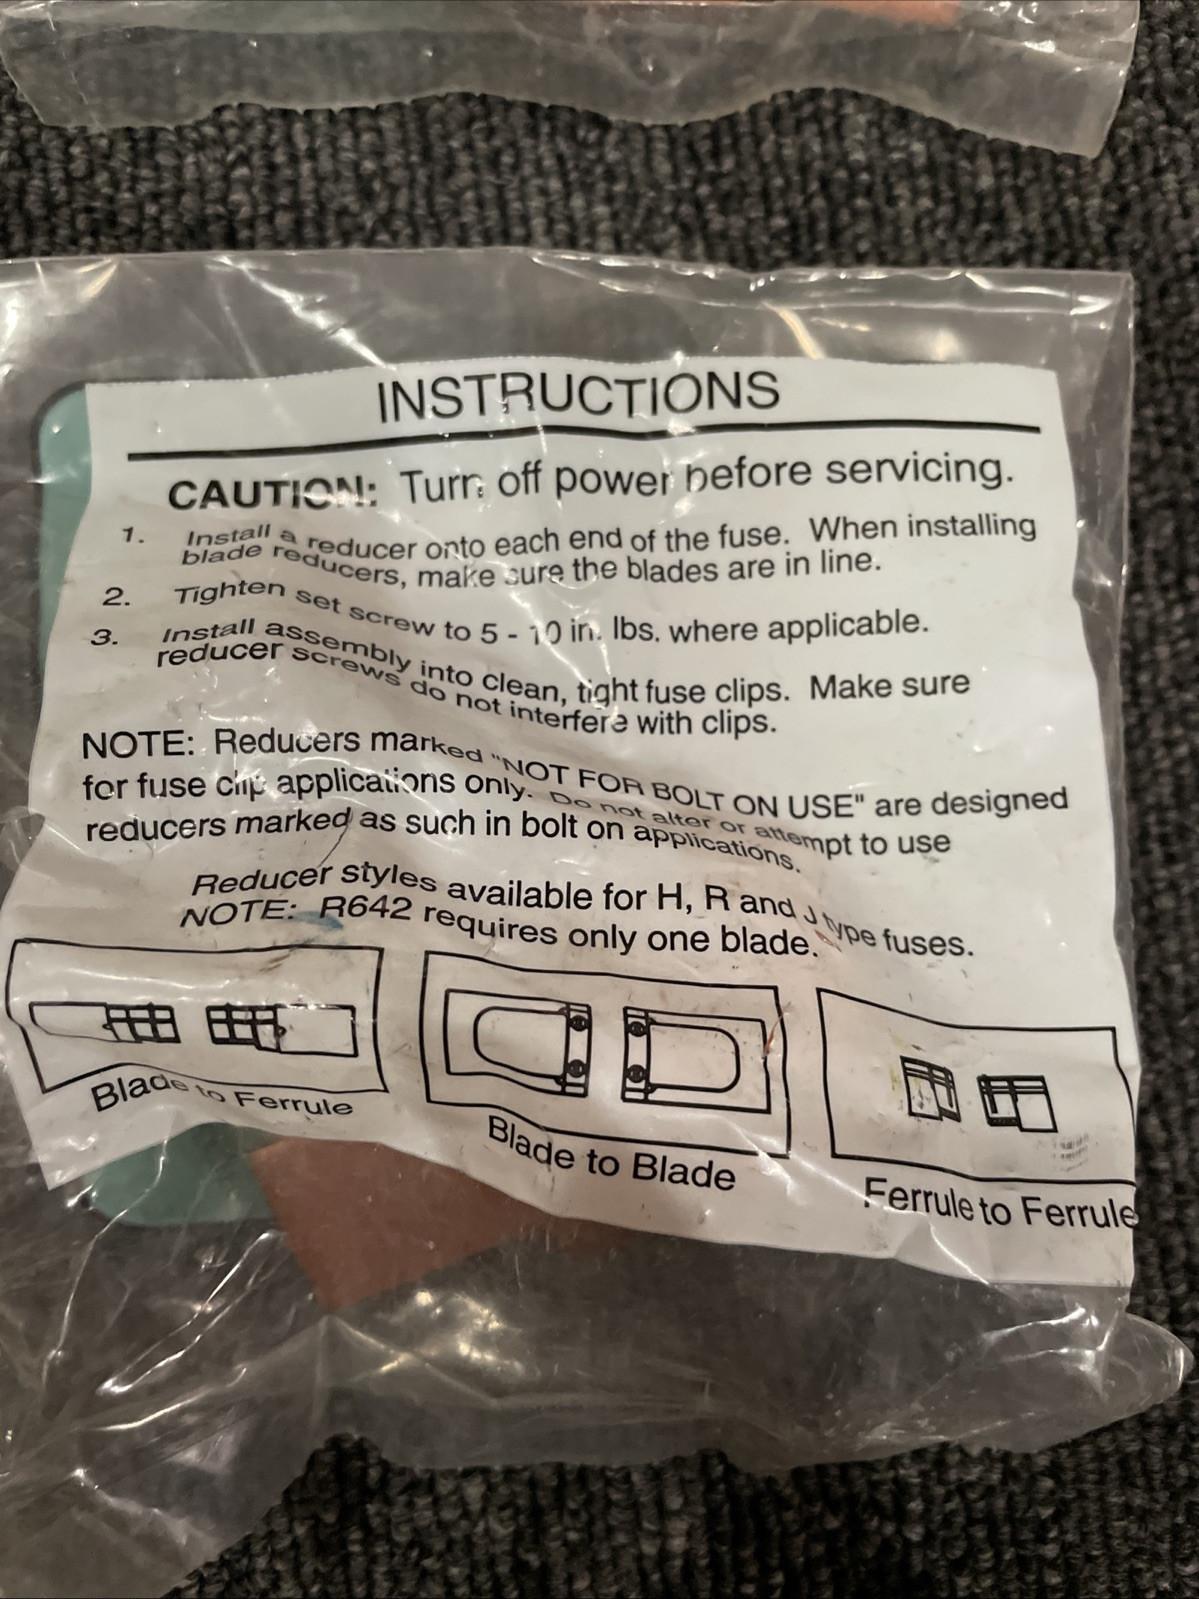 INSTRUCTIONS
CAUTION: Turn off power before servicing.
1. Install a reducer onto each end of the fuse. When installing
blade reducers, make sure the blades are in line.
2. Tighten set screw to 5 - 10 in. lbs. where applicable.
3. Install assembly into clean, tight fuse clips. Make sure
reducer screws do not interfere with clips.
NOTE: Reducers marked "NOT FOR BOLT ON USE" are designed
for fuse clip applications only. Do not alter or attempt to use
reducers marked as such in bolt on applications.
Reducer styles available for H, R and J type fuses.
NOTE: R642 requires only one blade.
Blade to Ferrule
Blade to Blade
Ferrule to Ferrule